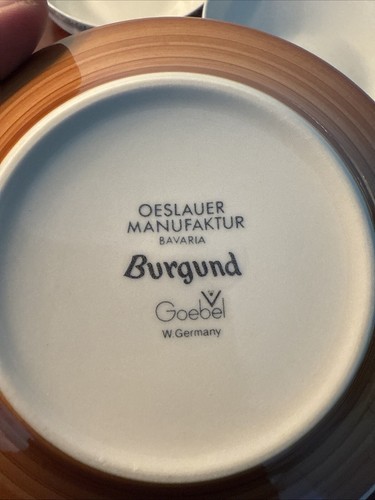 OESLAUER
MANUFAKTUR
BAVARIA
Burgund
Goebel
W. Germany